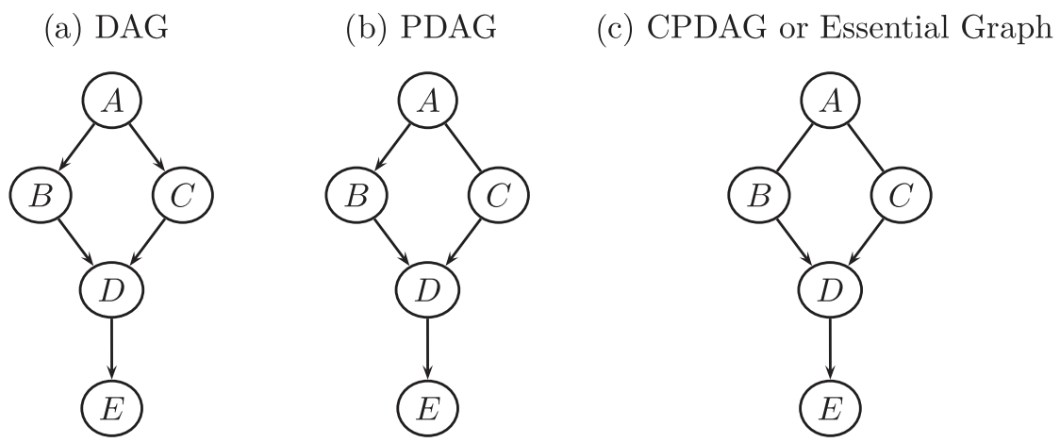 (a) DAG (b) PDAG (c) CPDAG or Essential Graph
A A A
B C B C B C
D D D
E E E